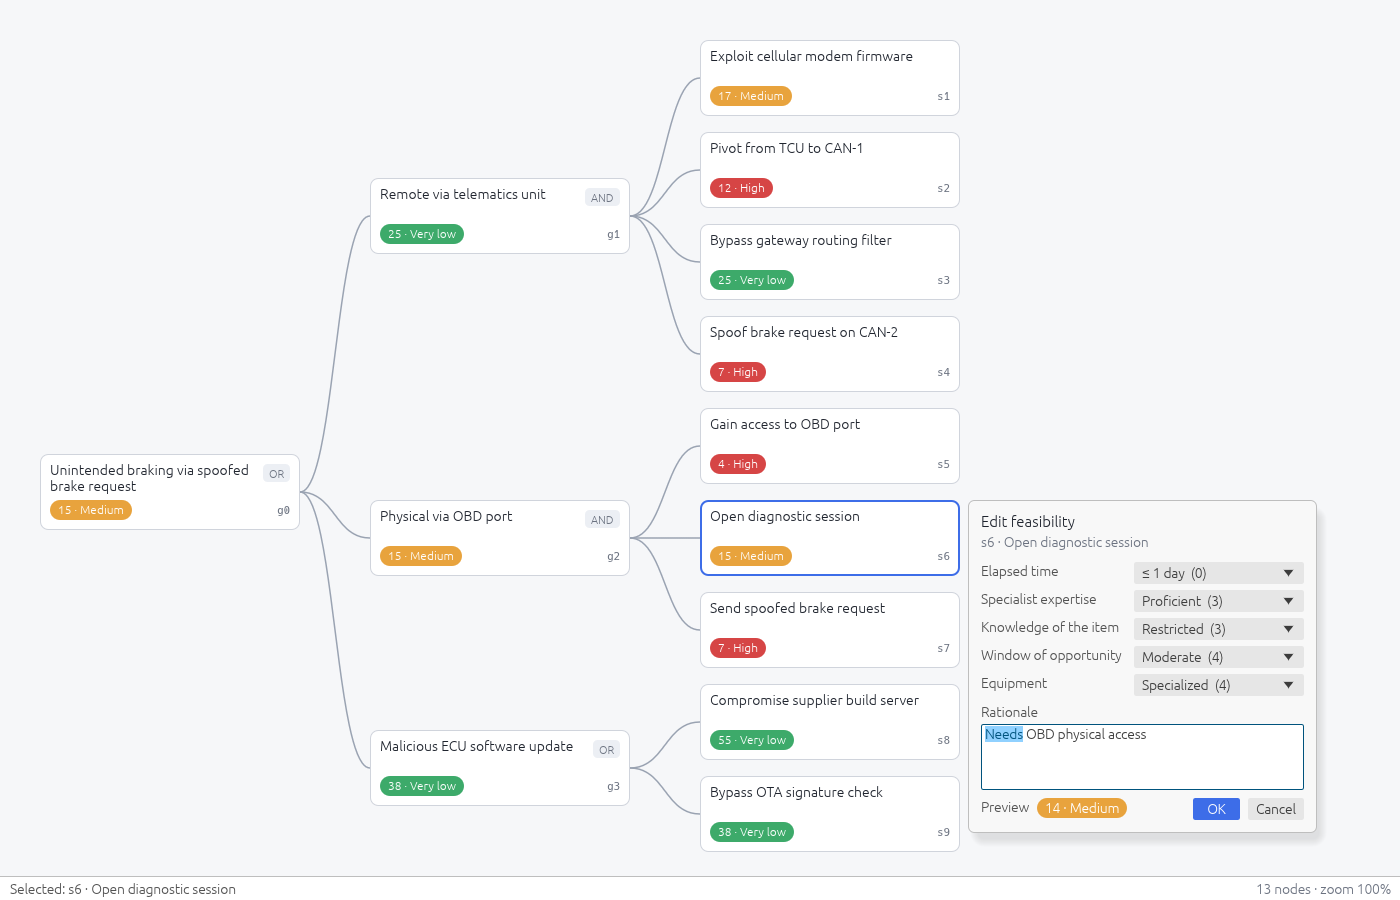 Unintended braking via spoofed
brake request
OR
15 · Medium
g0
Remote via telematics unit
AND
25 · Very low
g1
Physical via OBD port
AND
15 · Medium
g2
Malicious ECU software update
OR
38 · Very low
g3
Exploit cellular modem firmware
17 · Medium
s1
Pivot from TCU to CAN-1
12 · High
s2
Bypass gateway routing filter
25 · Very low
s3
Spoof brake request on CAN-2
7 · High
s4
Gain access to OBD port
4 · High
s5
Open diagnostic session
15 · Medium
s6
Send spoofed brake request
7 · High
s7
Compromise supplier build server
55 · Very low
s8
Bypass OTA signature check
38 · Very low
s9
Edit feasibility
s6 · Open diagnostic session
Elapsed time
≤ 1 day (0)
Specialist expertise
Proficient (3)
Knowledge of the item
Restricted (3)
Window of opportunity
Moderate (4)
Equipment
Specialized (4)
Rationale
Needs OBD physical access
Preview
14 · Medium
OK
Cancel
Selected: s6 · Open diagnostic session
13 nodes · zoom 100%